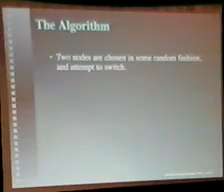 The Algorithm
• Two nodes are chosen in some random fashion,
and attempt to switch.